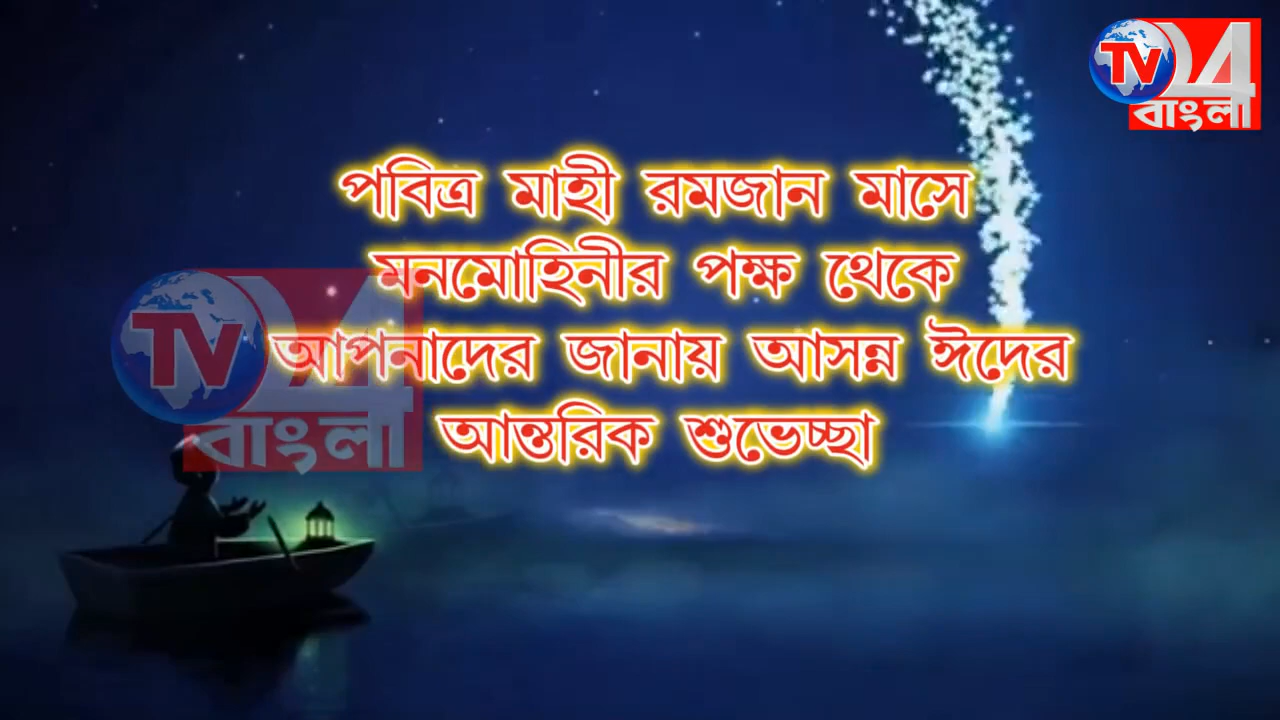 TV 24
বাংলা
পবিত্র মাহী রমজান মাসে
মনমোহিনীর পক্ষ থেকে
আপনাদের জানায় আসন্ন ঈদের
আন্তরিক শুভেচ্ছা
TV 24
বাংলা